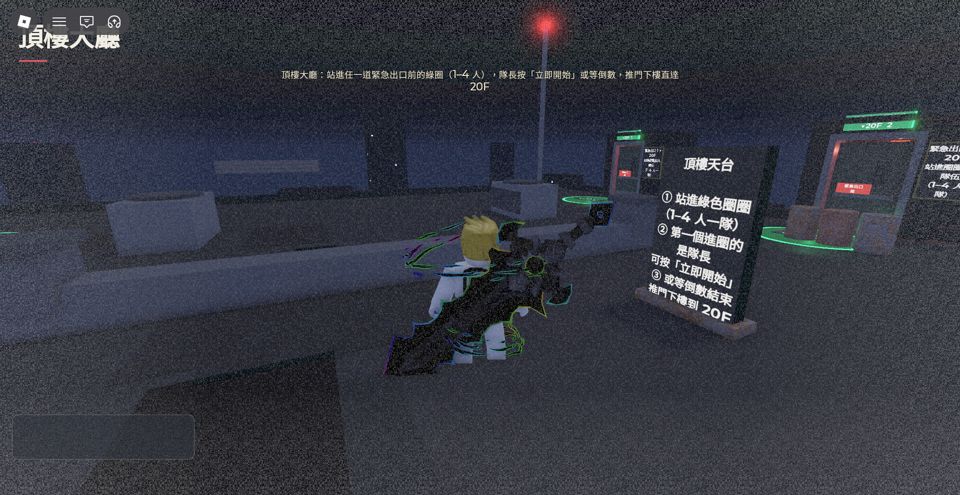 頂樓大廳
頂樓大廳：站進任一道緊急出口前的綠圈（1–4 人），隊長按「立即開始」或等倒數，推門下樓直達
20F
頂樓天台
① 站進綠色圈圈
（1–4 人一隊）
② 第一個進圈的
是隊長
可按「立即開始」
③ 或等倒數結束
推門下樓到 20F
20F 2
緊急出口